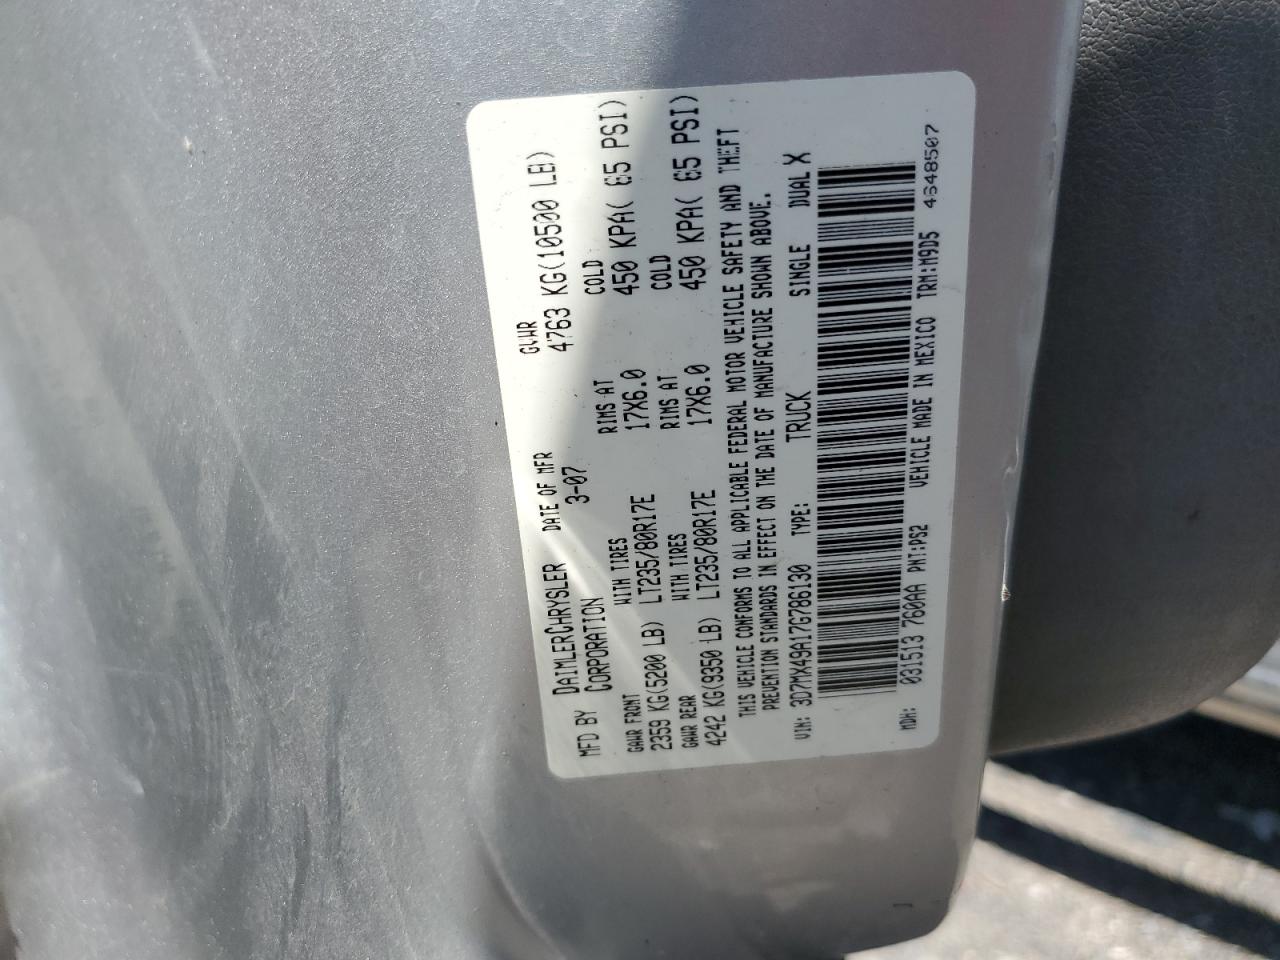 MFD BY DAIMLERCHRYSLER CORPORATION DATE OF MFR 3-07 GVWR 4763 KG(10500 LB)
GAWR FRONT WITH TIRES RIMS AT COLD
2359 KG(5200 LB) LT235/80R17E 17X6.0 450 KPA( 65 PSI)
GAWR REAR WITH TIRES RIMS AT COLD
4242 KG(9350 LB) LT235/80R17E 17X6.0 450 KPA( 65 PSI)
THIS VEHICLE CONFORMS TO ALL APPLICABLE FEDERAL MOTOR VEHICLE SAFETY AND THEFT
PREVENTION STANDARDS IN EFFECT ON THE DATE OF MANUFACTURE SHOWN ABOVE.
VIN: 3D7MX49A17G786130 TYPE: TRUCK SINGLE DUAL X
MDH: 031513 760AA PNT:PS2 VEHICLE MADE IN MEXICO TRM:M9D5 4648507